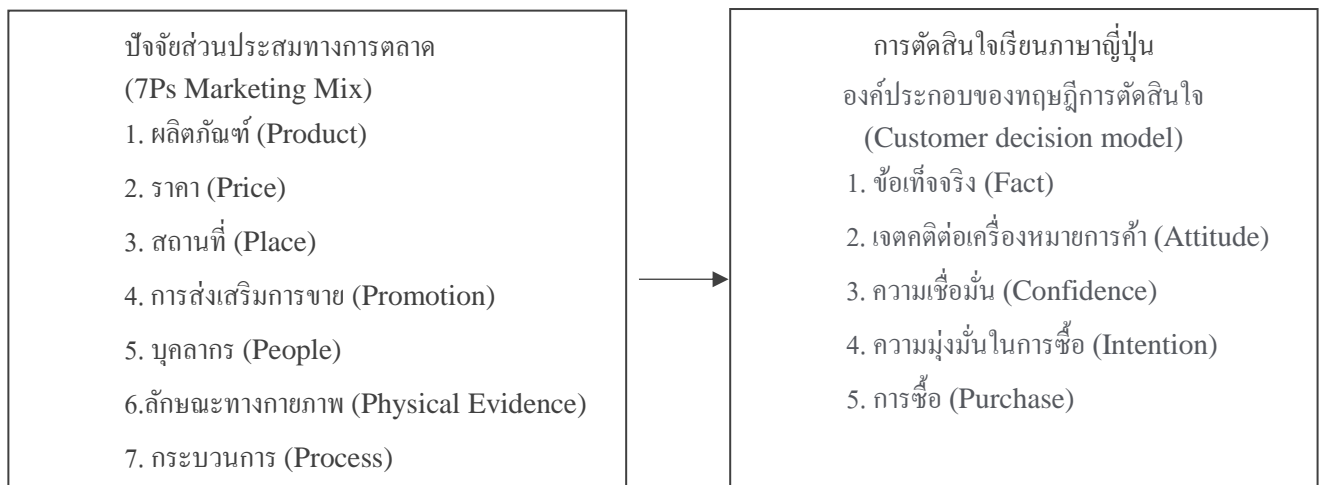 ปัจจัยส่วนประสมทางการตลาด
(7Ps Marketing Mix)
1. ผลิตภัณฑ์ (Product)
2. ราคา (Price)
3. สถานที่ (Place)
4. การส่งเสริมการขาย (Promotion)
5. บุคลากร (People)
6.ลักษณะทางกายภาพ (Physical Evidence)
7. กระบวนการ (Process)
การตัดสินใจเรียนภาษาญี่ปุ่น
องค์ประกอบของทฤษฎีการตัดสินใจ
(Customer decision model)
1. ข้อเท็จจริง (Fact)
2. เจตคติต่อเครื่องหมายการค้า (Attitude)
3. ความเชื่อมั่น (Confidence)
4. ความมุ่งมั่นในการซื้อ (Intention)
5. การซื้อ (Purchase)